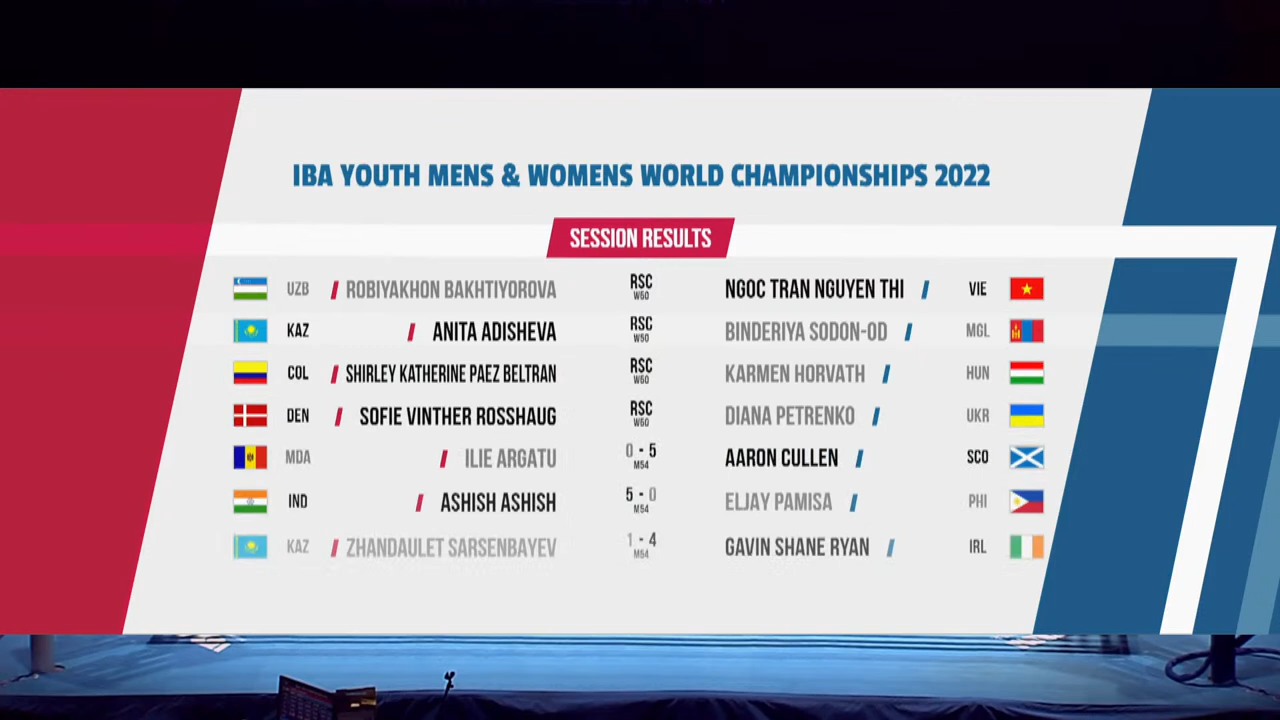 IBA YOUTH MENS & WOMENS WORLD CHAMPIONSHIPS 2022
SESSION RESULTS
UZB ROBIYAKHON BAKHTIYOROVA RSC W60 NGOC TRAN NGUYEN THI VIE
KAZ ANITA ADISHEVA RSC W50 BINDERIYA SODON-OD MGL
COL SHIRLEY KATHERINE PAEZ BELTRAN RSC W60 KARMEN HORVATH HUN
DEN SOFIE VINTHER ROSSHAUG RSC W60 DIANA PETRENKO UKR
MDA ILIE ARGATU 0 - 5 M54 AARON CULLEN SCO
IND ASHISH ASHISH 5 - 0 M54 ELJAY PAMISA PHI
KAZ ZHANDAULET SARSENBAYEV 1 - 4 M54 GAVIN SHANE RYAN IRL